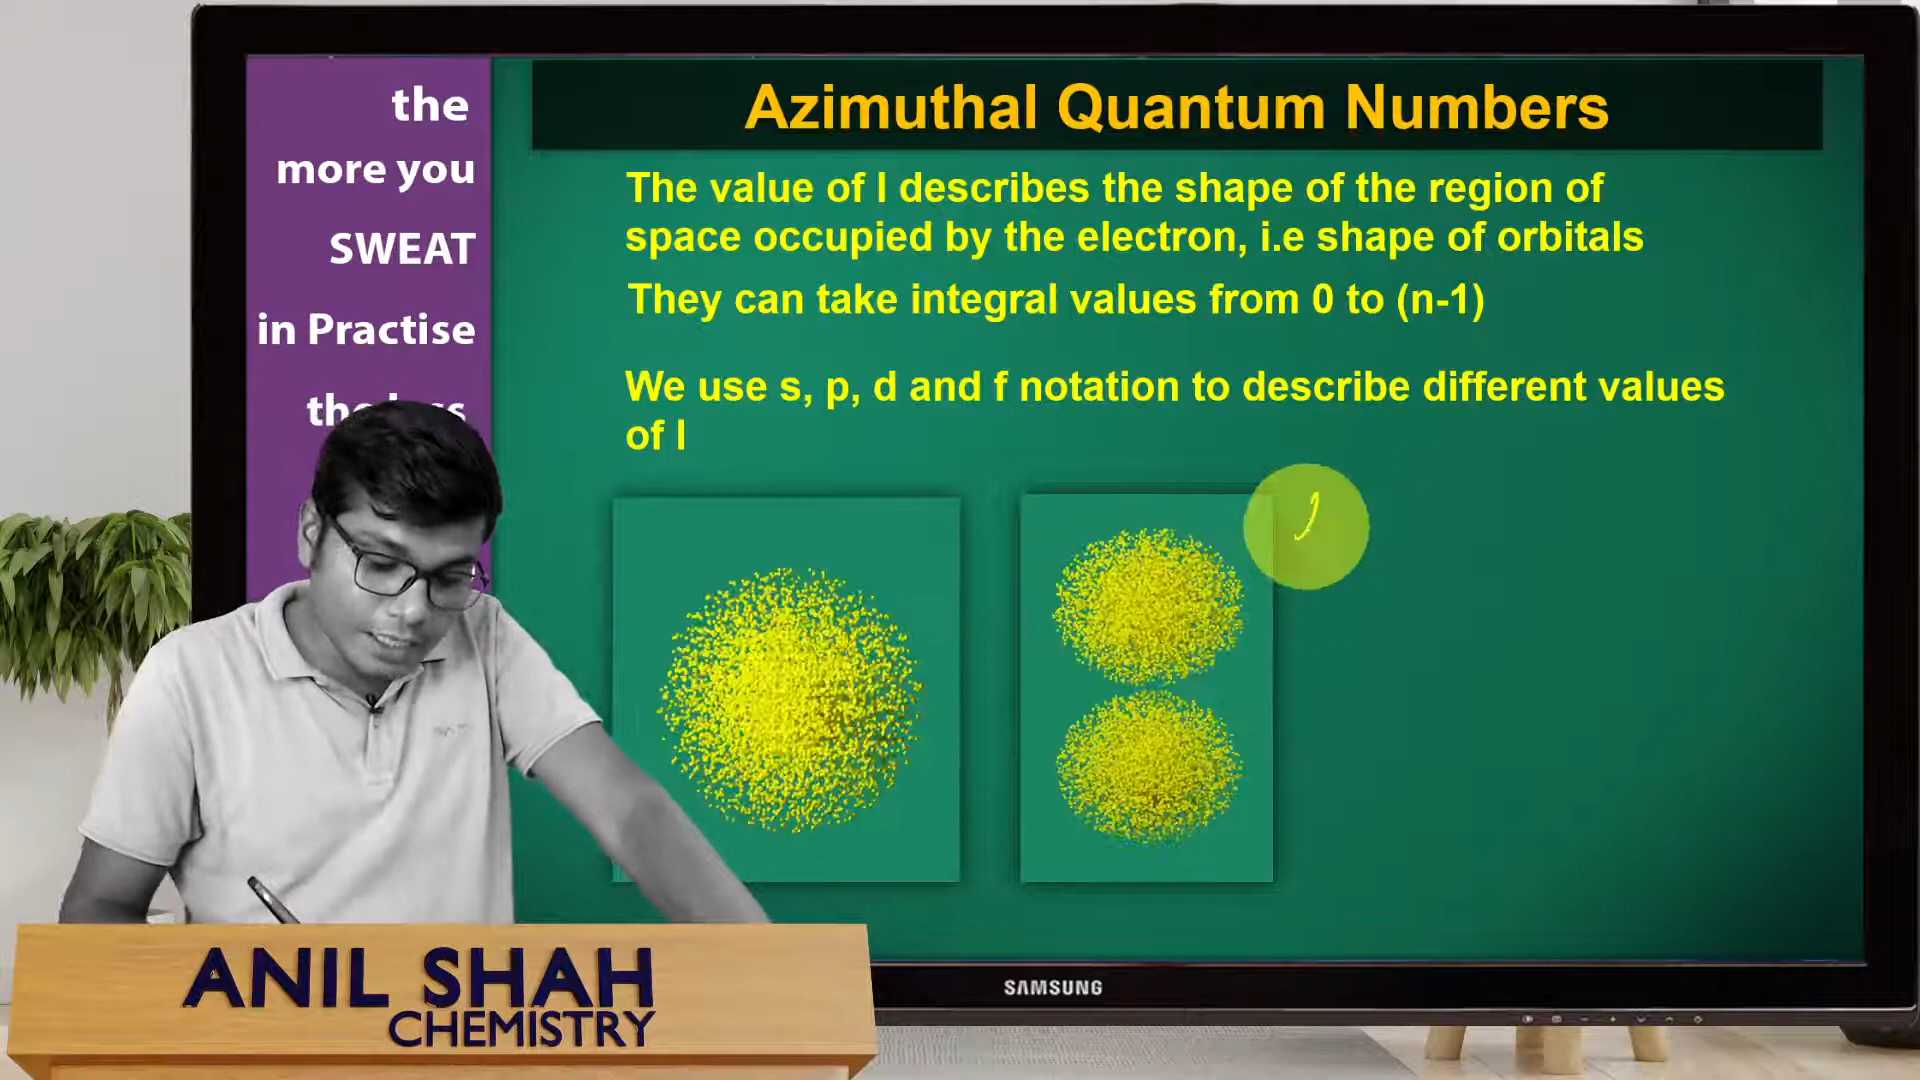 the
more you
SWEAT
in Practise
Azimuthal Quantum Numbers
The value of l describes the shape of the region of
space occupied by the electron, i.e shape of orbitals
They can take integral values from 0 to (n-1)
We use s, p, d and f notation to describe different values
of l
ANIL SHAH
CHEMISTRY
SAMSUNG